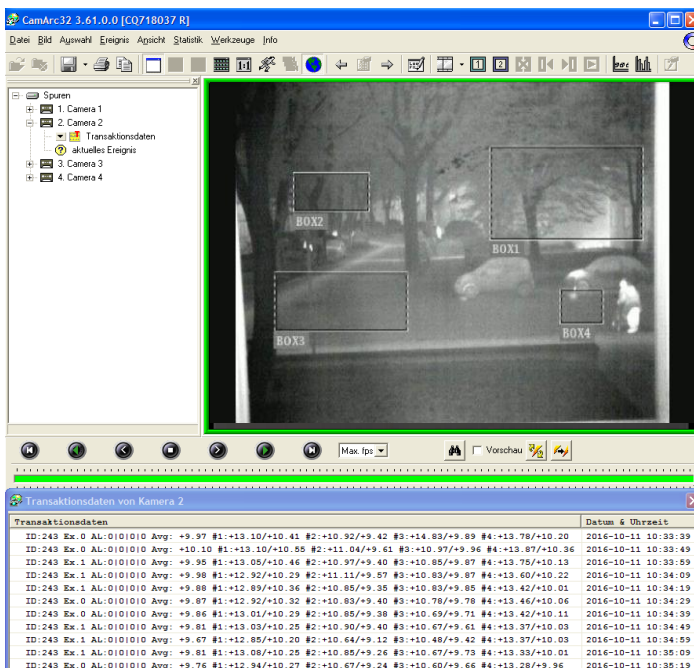 CamArc32 3.61.0.0 [CQ718037 R]
Datei Bild Auswahl Ereignis Ansicht Statistik Werkzeuge Info
Spuren
1. Camera 1
2. Camera 2
Transaktionsdaten
aktuelles Ereignis
3. Camera 3
4. Camera 4
BOX2
BOX1
BOX3
BOX4
Max. fps
Vorschau
Transaktionsdaten von Kamera 2
Transaktionsdaten Datum & Uhrzeit
ID:243 Ex.0 AL:0|0|0|0 Avg: +9.97 #1:+13.10/+10.41 #2:+10.92/+9.42 #3:+14.83/+9.89 #4:+13.78/+10.20 2016-10-11 10:33:39
ID:243 Ex.0 AL:0|0|0|0 Avg: +10.10 #1:+13.10/+10.55 #2:+11.04/+9.61 #3:+10.97/+9.96 #4:+13.87/+10.36 2016-10-11 10:33:49
ID:243 Ex.1 AL:0|0|0|0 Avg: +9.95 #1:+13.05/+10.46 #2:+10.97/+9.40 #3:+10.85/+9.87 #4:+13.75/+10.13 2016-10-11 10:33:59
ID:243 Ex.1 AL:0|0|0|0 Avg: +9.98 #1:+12.92/+10.29 #2:+11.11/+9.57 #3:+10.83/+9.87 #4:+13.60/+10.22 2016-10-11 10:34:09
ID:243 Ex.1 AL:0|0|0|0 Avg: +9.88 #1:+12.89/+10.36 #2:+10.85/+9.35 #3:+10.83/+9.85 #4:+13.42/+10.01 2016-10-11 10:34:19
ID:243 Ex.0 AL:0|0|0|0 Avg: +9.87 #1:+12.92/+10.32 #2:+10.83/+9.40 #3:+10.78/+9.78 #4:+13.46/+10.06 2016-10-11 10:34:29
ID:243 Ex.0 AL:0|0|0|0 Avg: +9.86 #1:+13.01/+10.29 #2:+10.85/+9.38 #3:+10.69/+9.71 #4:+13.42/+10.11 2016-10-11 10:34:39
ID:243 Ex.1 AL:0|0|0|0 Avg: +9.81 #1:+13.03/+10.25 #2:+10.90/+9.40 #3:+10.67/+9.61 #4:+13.37/+10.03 2016-10-11 10:34:49
ID:243 Ex.1 AL:0|0|0|0 Avg: +9.67 #1:+12.85/+10.20 #2:+10.64/+9.12 #3:+10.48/+9.42 #4:+13.37/+10.03 2016-10-11 10:34:59
ID:243 Ex.1 AL:0|0|0|0 Avg: +9.81 #1:+13.08/+10.25 #2:+10.85/+9.26 #3:+10.67/+9.73 #4:+13.33/+10.01 2016-10-11 10:35:09
ID:243 Ex.0 AL:0|0|0|0 Avg: +9.76 #1:+12.94/+10.27 #2:+10.67/+9.24 #3:+10.60/+9.66 #4:+13.28/+9.96 2016-10-11 10:35:19